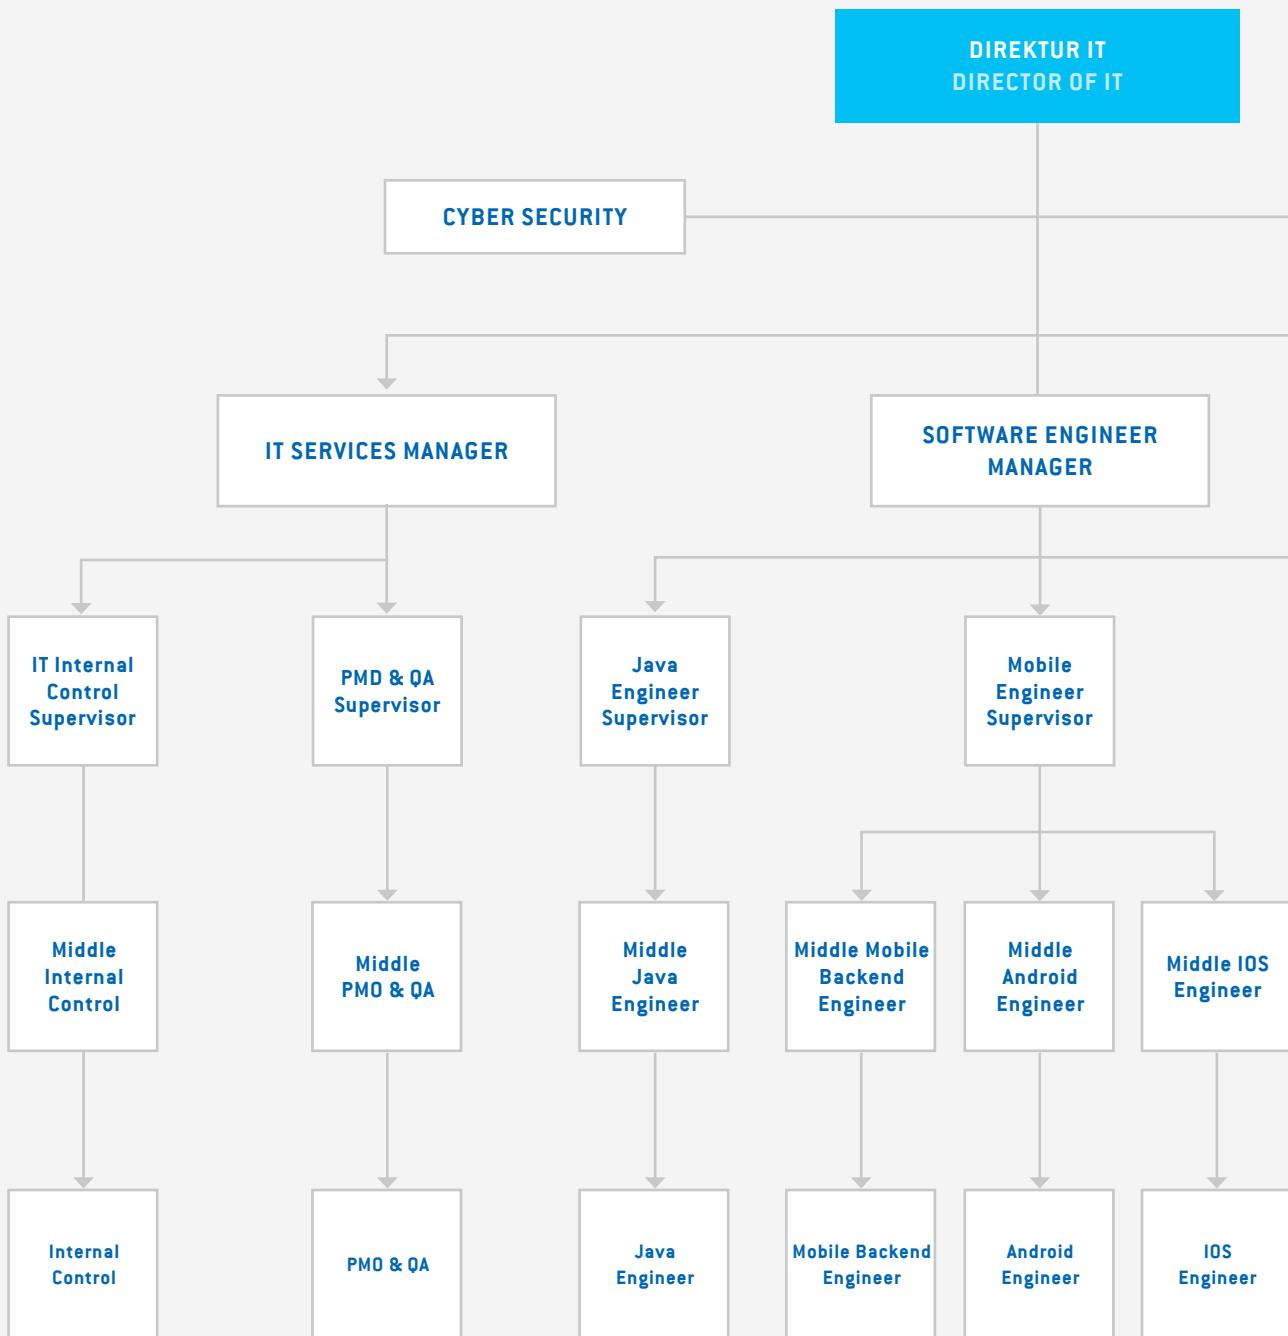 DIREKTUR IT
DIRECTOR OF IT
CYBER SECURITY
IT SERVICES MANAGER
SOFTWARE ENGINEER
MANAGER
IT Internal
Control
Supervisor
PMD & QA
Supervisor
Java
Engineer
Supervisor
Mobile
Engineer
Supervisor
Middle
Internal
Control
Middle
PMO & QA
Middle
Java
Engineer
Middle Mobile
Backend
Engineer
Middle
Android
Engineer
Middle IOS
Engineer
Internal
Control
PMO & QA
Java
Engineer
Mobile Backend
Engineer
Android
Engineer
IOS
Engineer